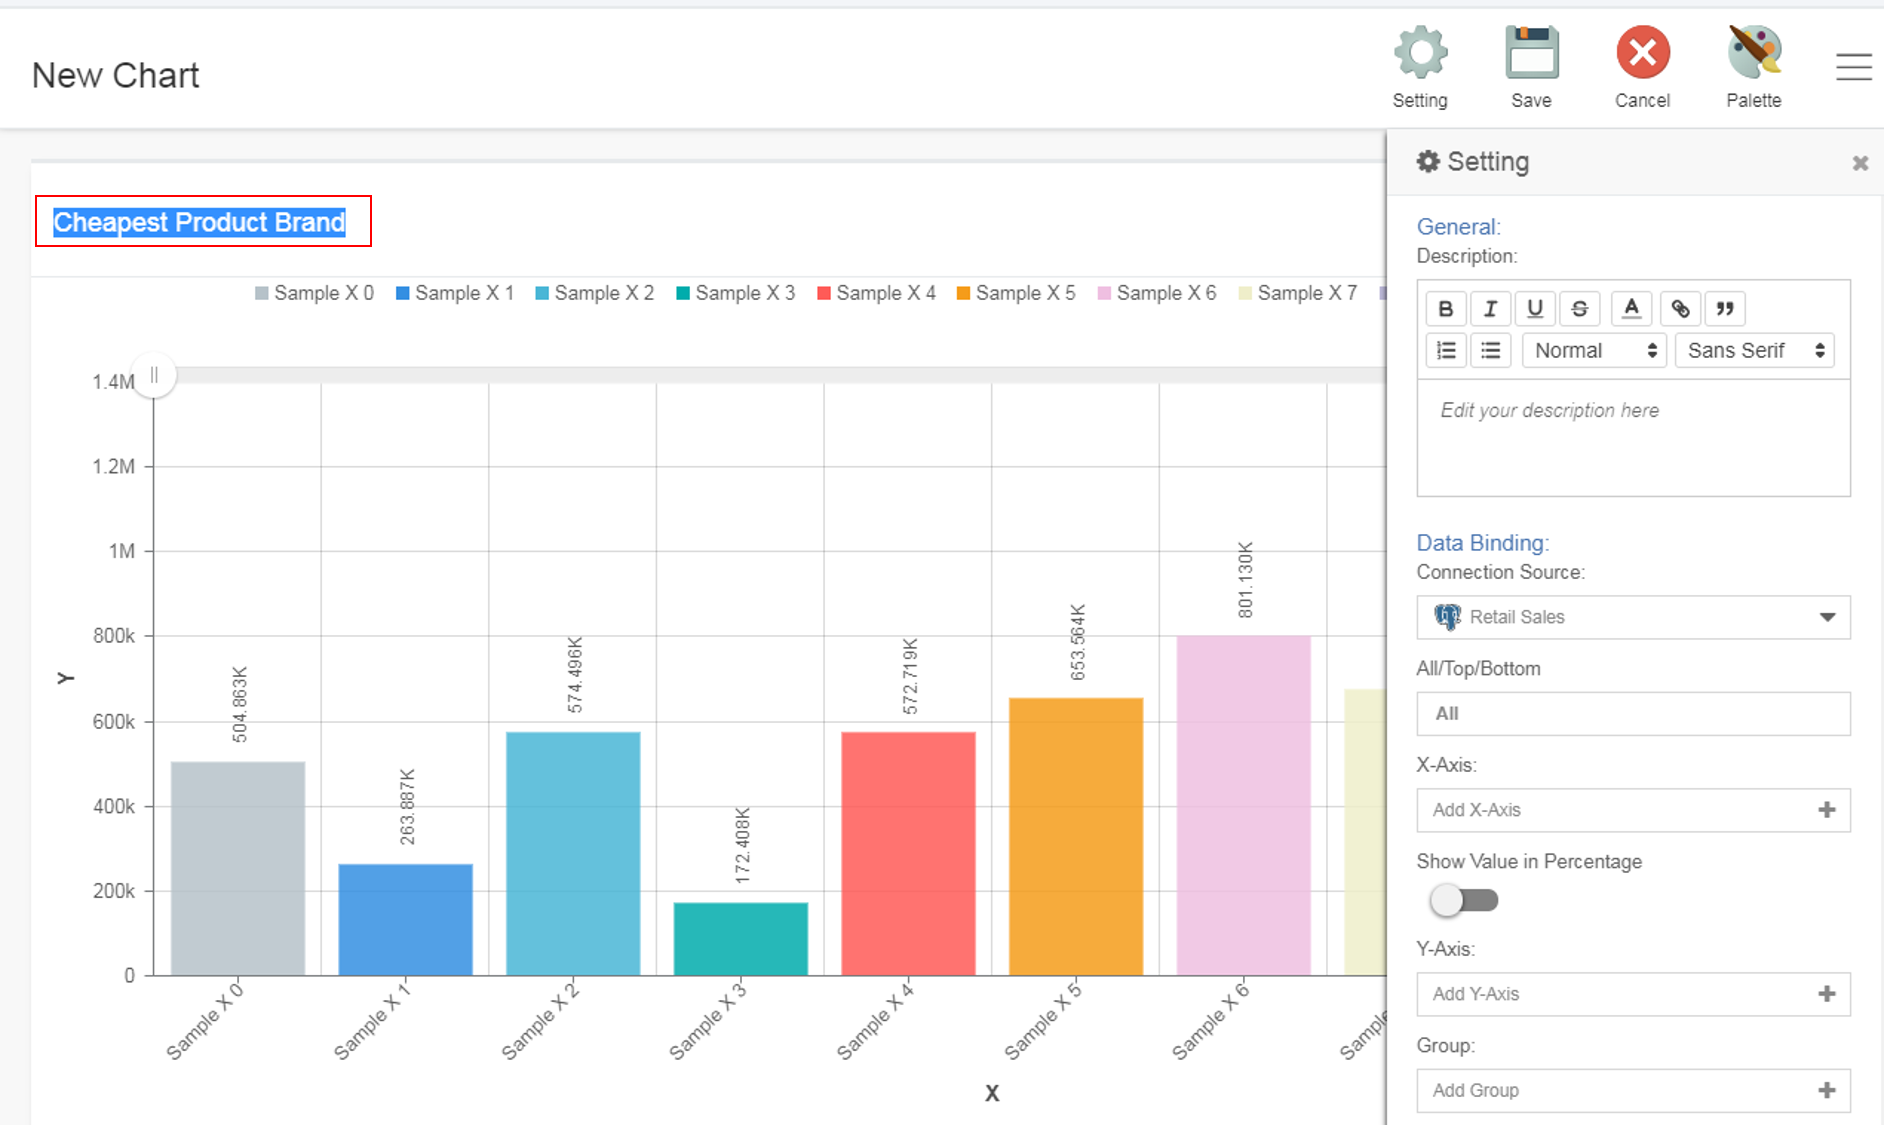 New Chart
Setting
Save
Cancel
Palette
Setting
Cheapest Product Brand
Sample X 0 Sample X 1 Sample X 2 Sample X 3 Sample X 4 Sample X 5 Sample X 6 Sample X 7
1.4M
1.2M
1M
800k
600k
400k
200k
0
Y
504.863K
263.887K
574.496K
172.408K
572.719K
653.564K
801.130K
Sample X 0
Sample X 1
Sample X 2
Sample X 3
Sample X 4
Sample X 5
Sample X 6
Sample
X
General:
Description:
B I U S A
Normal Sans Serif
Edit your description here
Data Binding:
Connection Source:
Retail Sales
All/Top/Bottom
All
X-Axis:
Add X-Axis
Show Value in Percentage
Y-Axis:
Add Y-Axis
Group:
Add Group